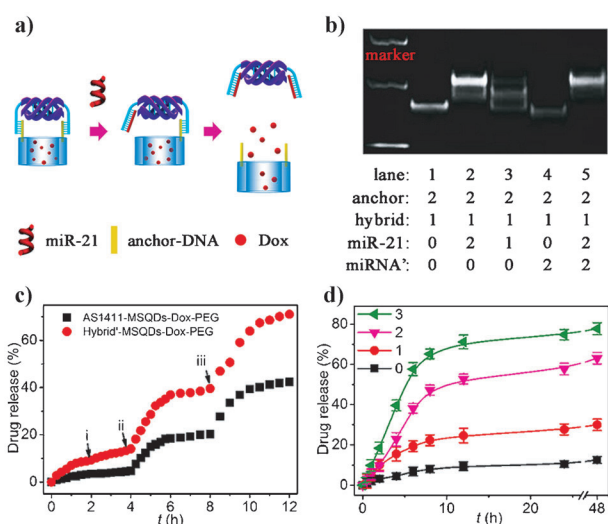 a)
miR-21 anchor-DNA Dox
b)
marker
lane: 1 2 3 4 5
anchor: 2 2 2 2 2
hybrid: 1 1 1 1 1
miR-21: 0 2 1 0 2
miRNA': 0 0 0 2 2
c)
AS1411-MSQDs-Dox-PEG
Hybrid'-MSQDs-Dox-PEG
i
ii
iii
Drug release (%)
60
40
20
0
0 2 4 6 8 10 12
t (h)
d)
3
2
1
0
Drug release (%)
80
60
40
20
0
0 6 12 18 24 48
t (h)